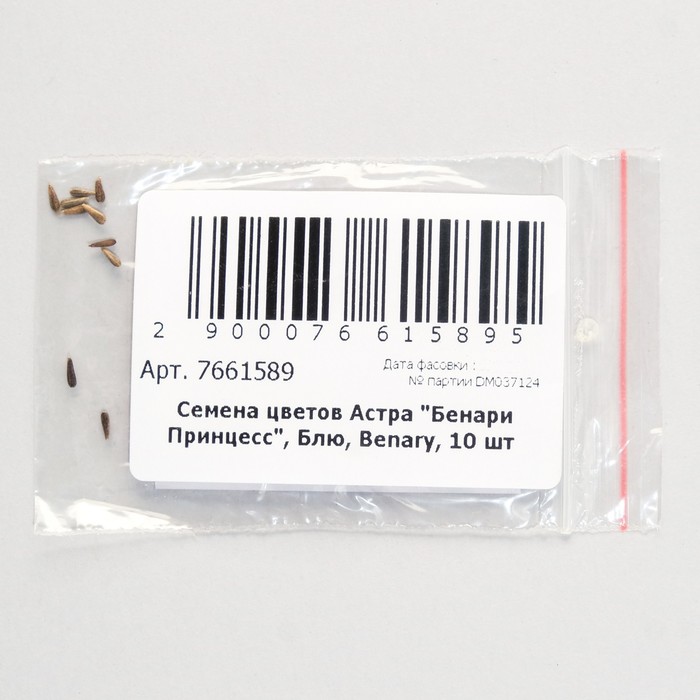 2 900076 615895
Арт. 7661589
Дата фасовки :
№ партии DM037124
Семена цветов Астра "Бенари
Принцесс", Блю, Benary, 10 шт